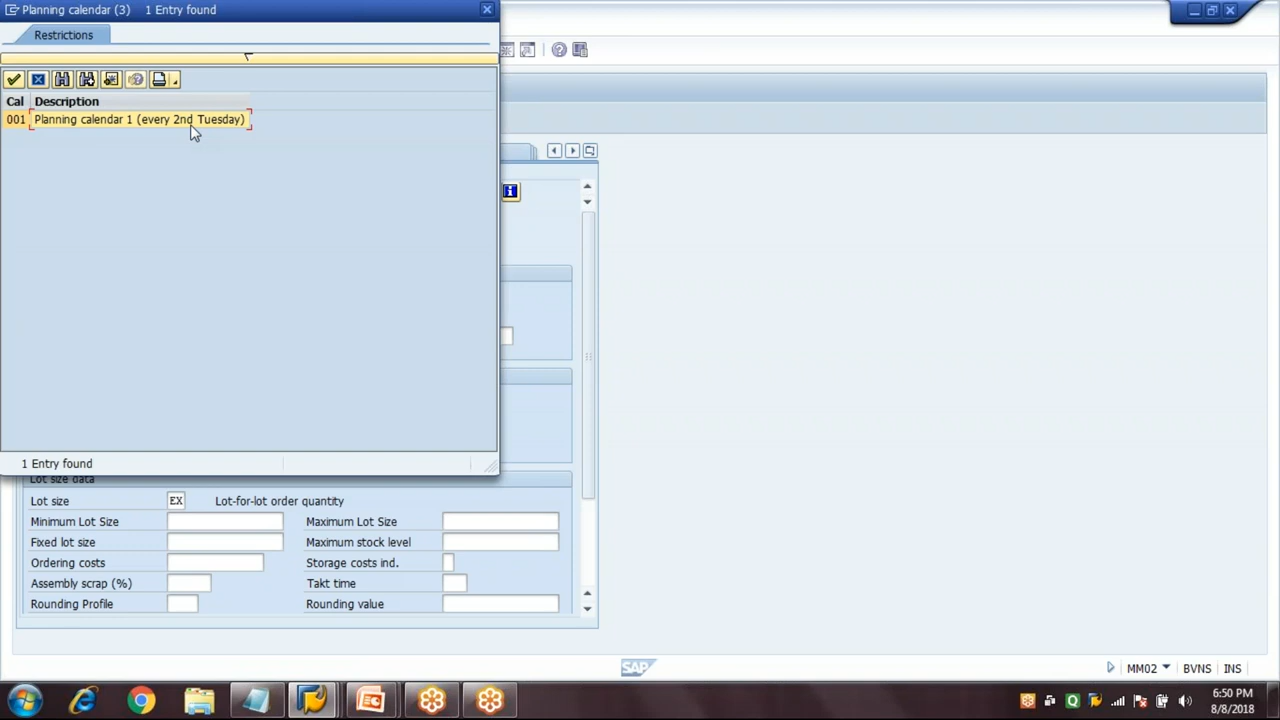 Planning calendar (3) 1 Entry found
Restrictions
Cal Description
001 Planning calendar 1 (every 2nd Tuesday)
1 Entry found
Lot size data
Lot size EX Lot-for-lot order quantity
Minimum Lot Size Maximum Lot Size
Fixed lot size Maximum stock level
Ordering costs Storage costs ind.
Assembly scrap (%) Takt time
Rounding Profile Rounding value
SAP MM02 BVNS INS
6:50 PM
8/8/2018